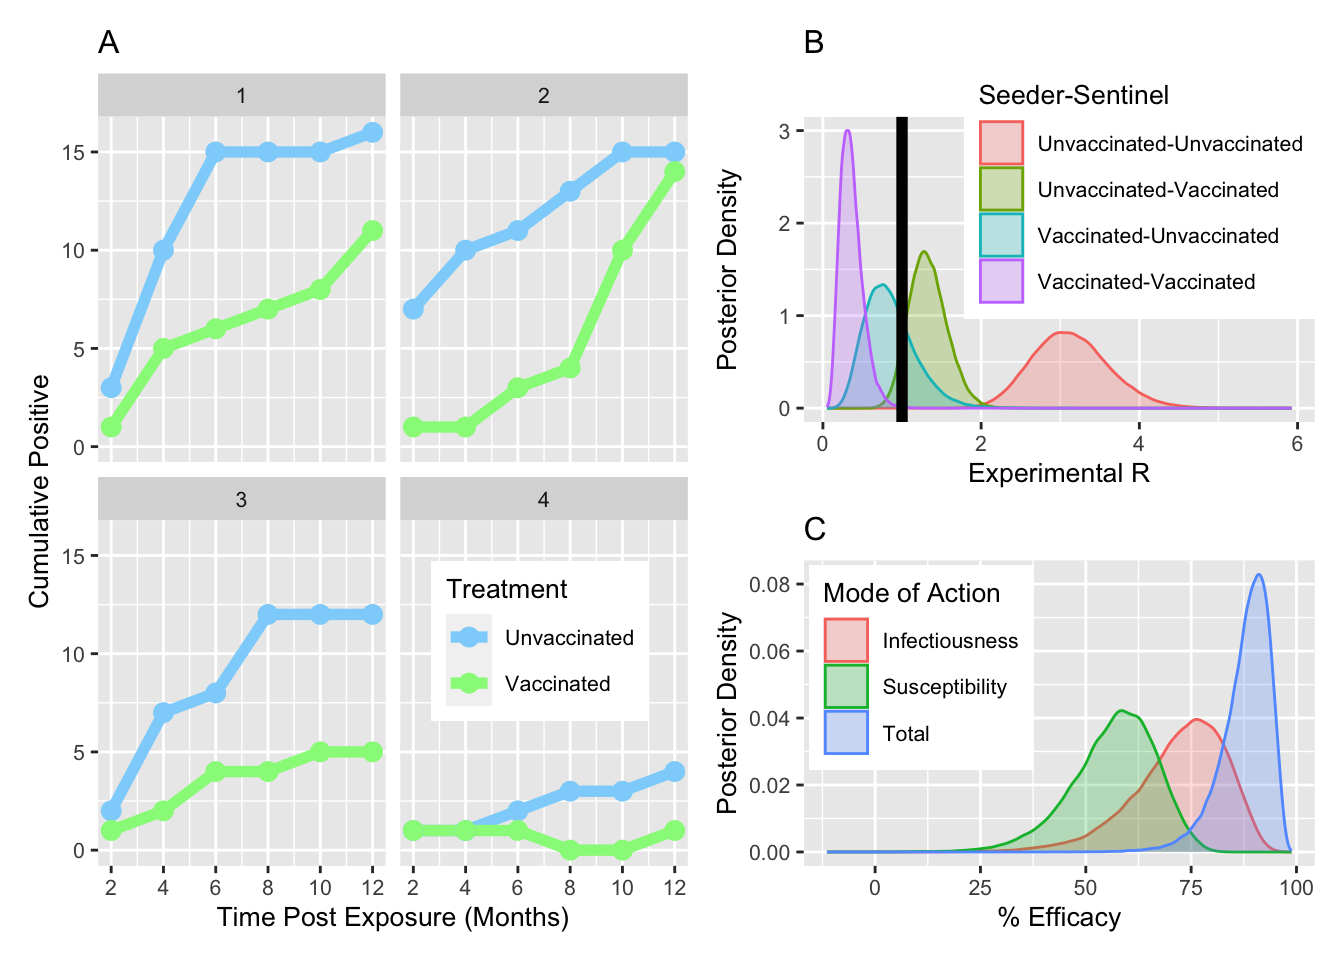 A
1
2
15
10
5
0
3
4
15
10
5
0
Treatment
Unvaccinated
Vaccinated
2 4 6 8 10 12
2 4 6 8 10 12
Time Post Exposure (Months)
Cumulative Positive
B
Seeder-Sentinel
Unvaccinated-Unvaccinated
Unvaccinated-Vaccinated
Vaccinated-Unvaccinated
Vaccinated-Vaccinated
3
2
1
0
0 2 4 6
Experimental R
Posterior Density
C
Mode of Action
Infectiousness
Susceptibility
Total
0.08
0.06
0.04
0.02
0.00
0 25 50 75 100
% Efficacy
Posterior Density